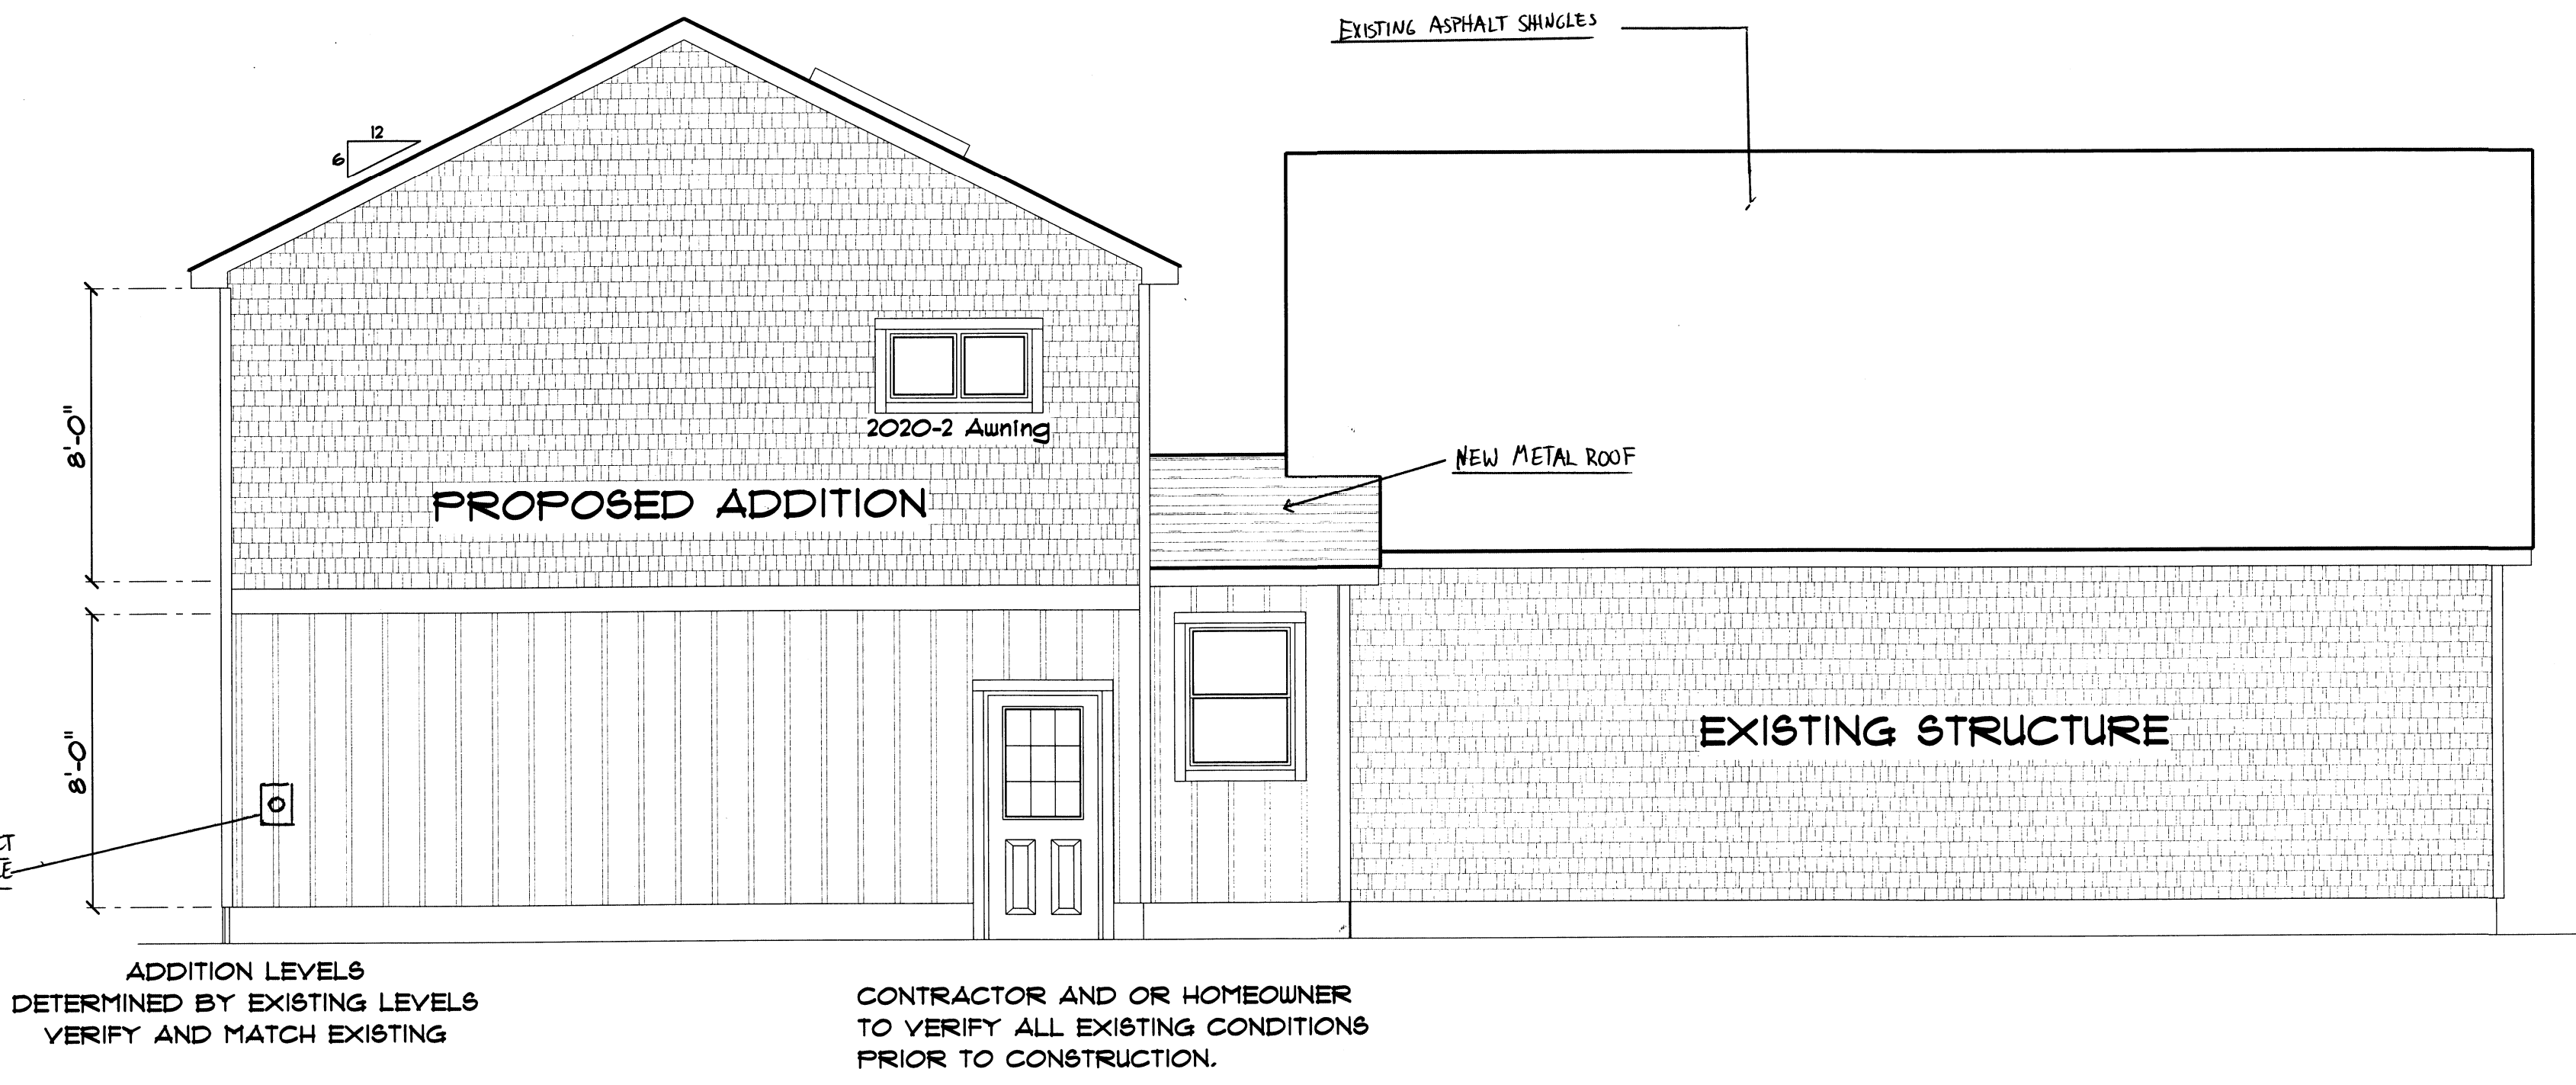 EXISTING ASPHALT SHINGLES
12
6
8'-0"
2020-2 Awning
NEW METAL ROOF
PROPOSED ADDITION
EXISTING STRUCTURE
8'-0"
ADDITION LEVELS
DETERMINED BY EXISTING LEVELS
VERIFY AND MATCH EXISTING
CONTRACTOR AND OR HOMEOWNER
TO VERIFY ALL EXISTING CONDITIONS
PRIOR TO CONSTRUCTION.